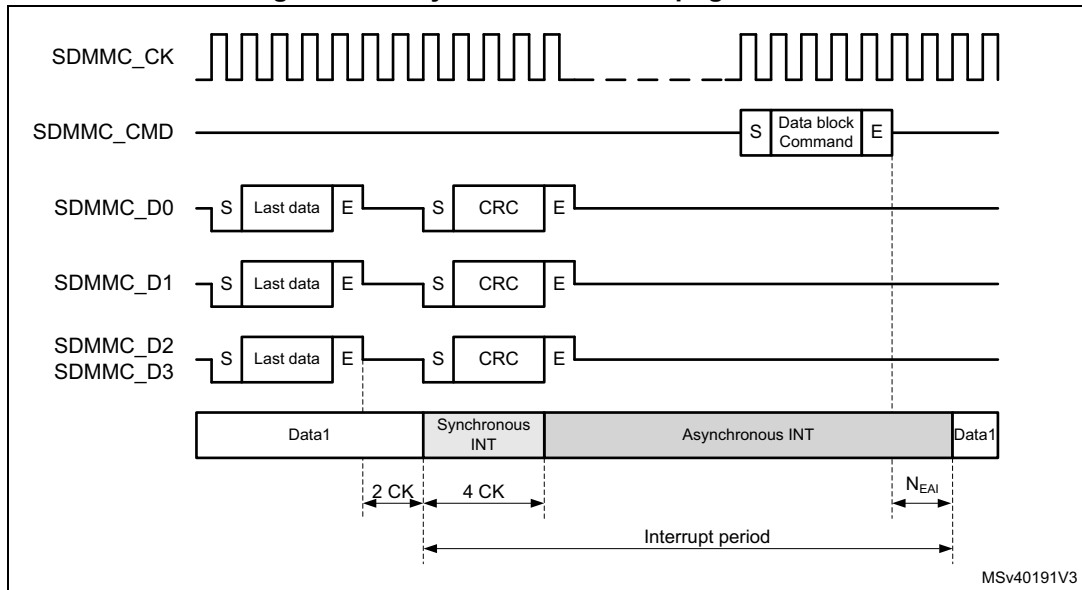 SDMMC_CK
SDMMC_CMD
S
Data block
Command
E
SDMMC_D0
S
Last data
E
S
CRC
E
SDMMC_D1
S
Last data
E
S
CRC
E
SDMMC_D2
SDMMC_D3
S
Last data
E
S
CRC
E
Data1
Synchronous
INT
Asynchronous INT
Data1
2 CK
4 CK
NEAI
Interrupt period
MSv40191V3